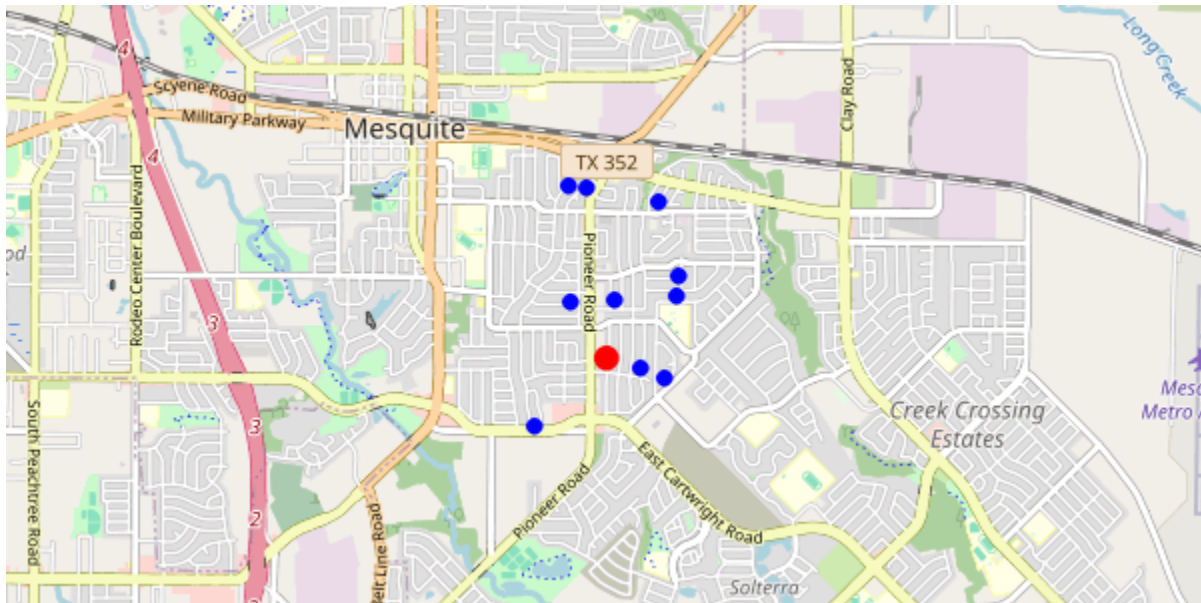 Long Creek
4
Scyene Road
Military Parkway
Mesquite
Clay Road
TX 352
4
Rodeo Center Boulevard
Pioneer Road
od
3
South Peachtree Road
3
Creek Crossing
Estates
Mesq
Metro A
East Cartwright Road
Pioneer Road
2
Belt Line Road
Solterra